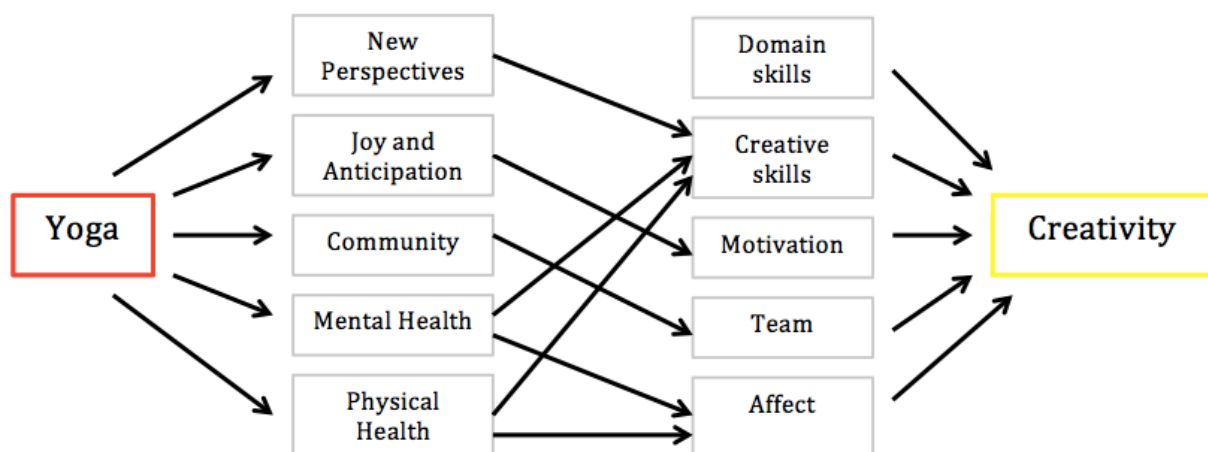 Yoga
New
Perspectives
Joy and
Anticipation
Community
Mental Health
Physical
Health
Domain
skills
Creative
skills
Motivation
Team
Affect
Creativity